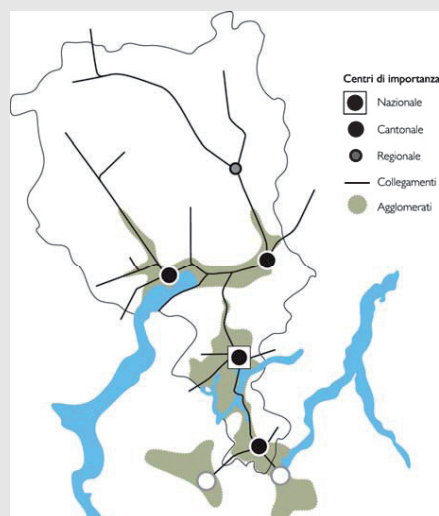 Centri di importanza
Nazionale
Cantonale
Regionale
Collegamenti
Agglomerati